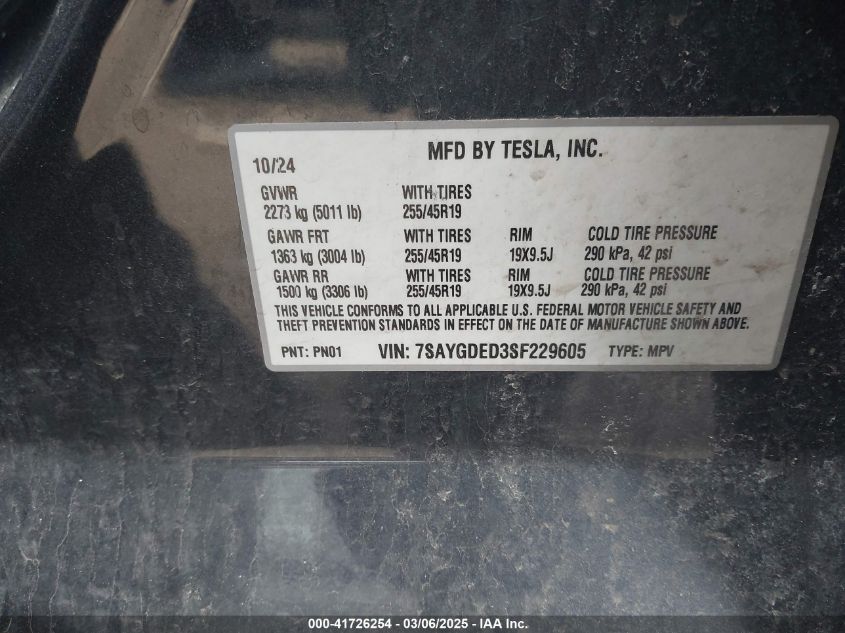 MFD BY TESLA, INC.
10/24
GVWR WITH TIRES
2273 kg (5011 lb) 255/45R19
GAWR FRT WITH TIRES RIM COLD TIRE PRESSURE
1363 kg (3004 lb) 255/45R19 19X9.5J 290 kPa, 42 psi
GAWR RR WITH TIRES RIM COLD TIRE PRESSURE
1500 kg (3306 lb) 255/45R19 19X9.5J 290 kPa, 42 psi
THIS VEHICLE CONFORMS TO ALL APPLICABLE U.S. FEDERAL MOTOR VEHICLE SAFETY AND
THEFT PREVENTION STANDARDS IN EFFECT ON THE DATE OF MANUFACTURE SHOWN ABOVE.
PNT: PN01 VIN: 7SAYGDED3SF229605 TYPE: MPV
000-41726254 - 03/06/2025 - IAA Inc.